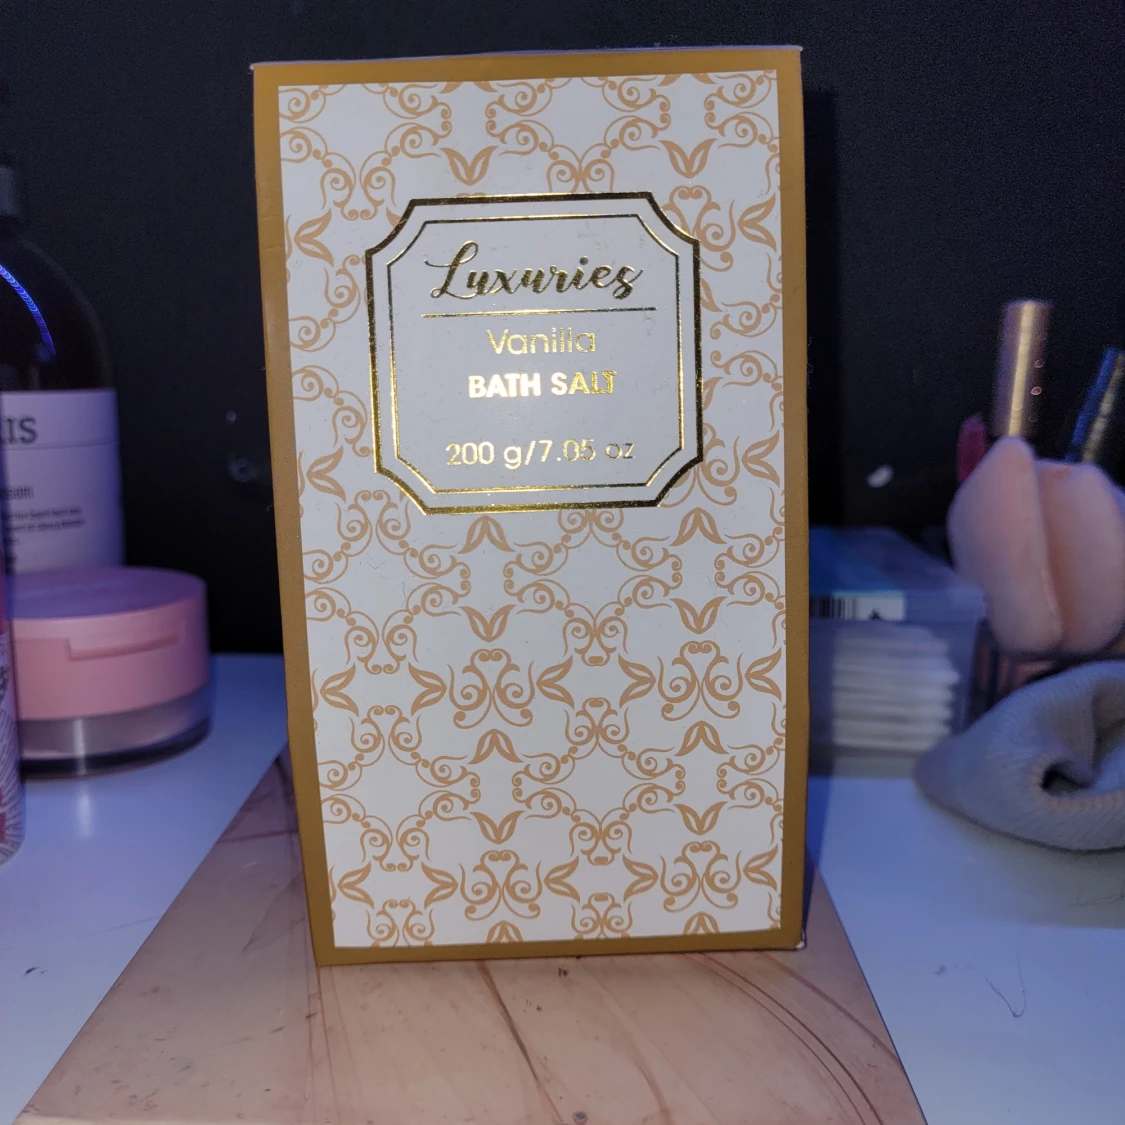 Luxuries
Vanilla
BATH SALT
200 g/7.05 oz